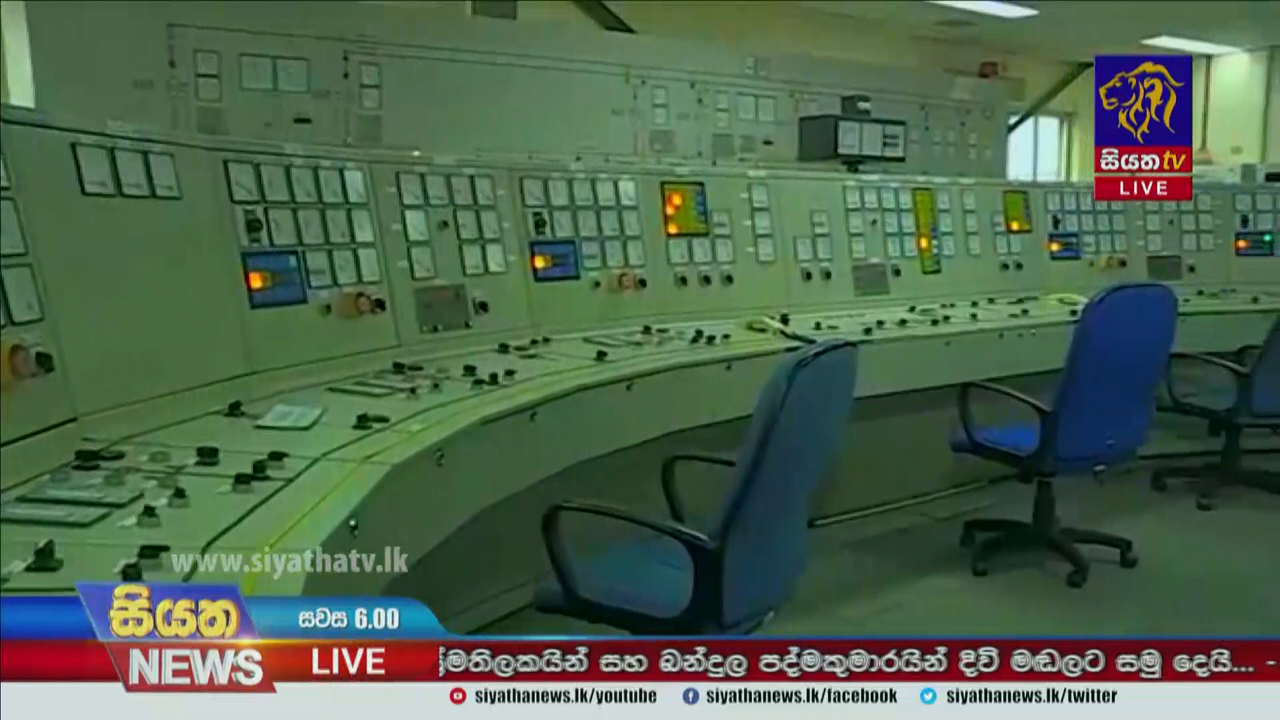 සියත tv
LIVE
www.siyathatv.lk
සියත
සවස 6.00
NEWS
LIVE
මතිලකයින් සහ බන්දුල පද්මකුමාරයින් දිවි මඬලට සමු දෙයි... -
siyathanews.lk/youtube
siyathanews.lk/facebook
siyathanews.lk/twitter